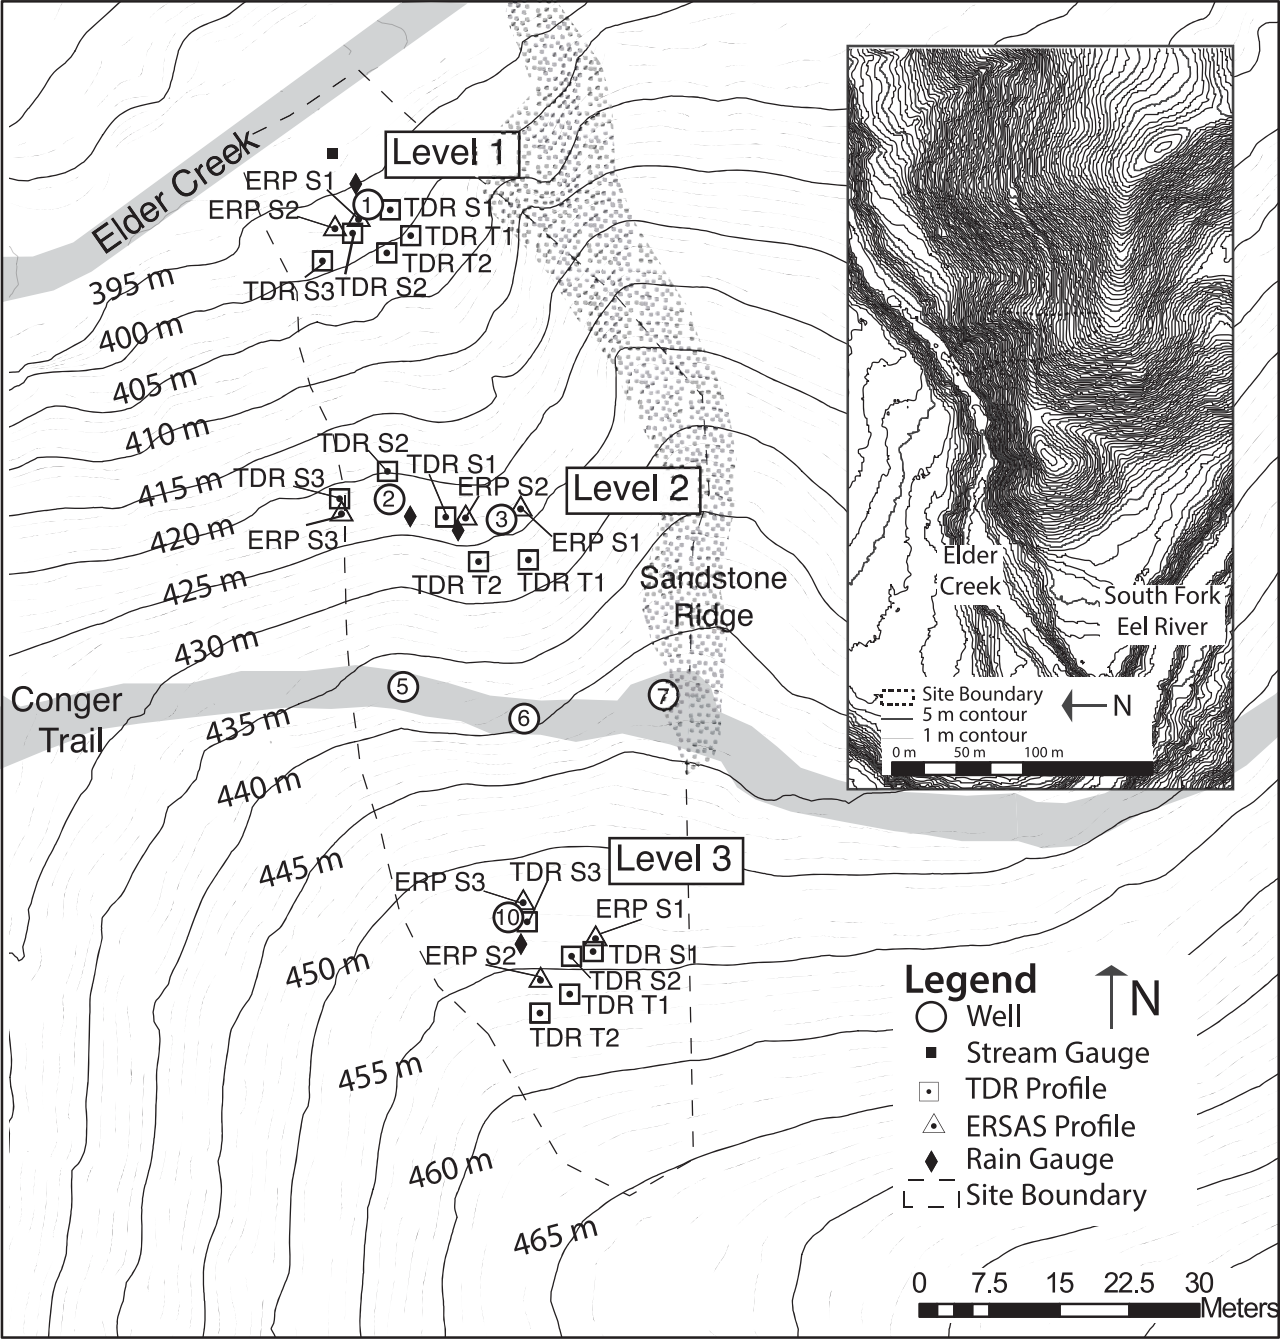 Elder Creek
Level 1
ERP S1
ERP S2
1
TDR S1
TDR T1
TDR T2
TDR S3
TDR S2
395 m
400 m
405 m
410 m
415 m
420 m
425 m
430 m
435 m
440 m
445 m
450 m
455 m
460 m
465 m
TDR S2
TDR S1
TDR S3
ERP S2
Level 2
2
3
ERP S3
ERP S1
TDR T2
TDR T1
Sandstone
Ridge
Conger
Trail
5
6
7
Level 3
TDR S3
ERP S3
10
ERP S1
ERP S2
TDR S1
TDR S2
TDR T1
TDR T2
Elder
Creek
South Fork
Eel River
Site Boundary
5 m contour
1 m contour
N
0 m 50 m 100 m
Legend
N
Well
Stream Gauge
TDR Profile
ERSAS Profile
Rain Gauge
Site Boundary
0 7.5 15 22.5 30
Meters